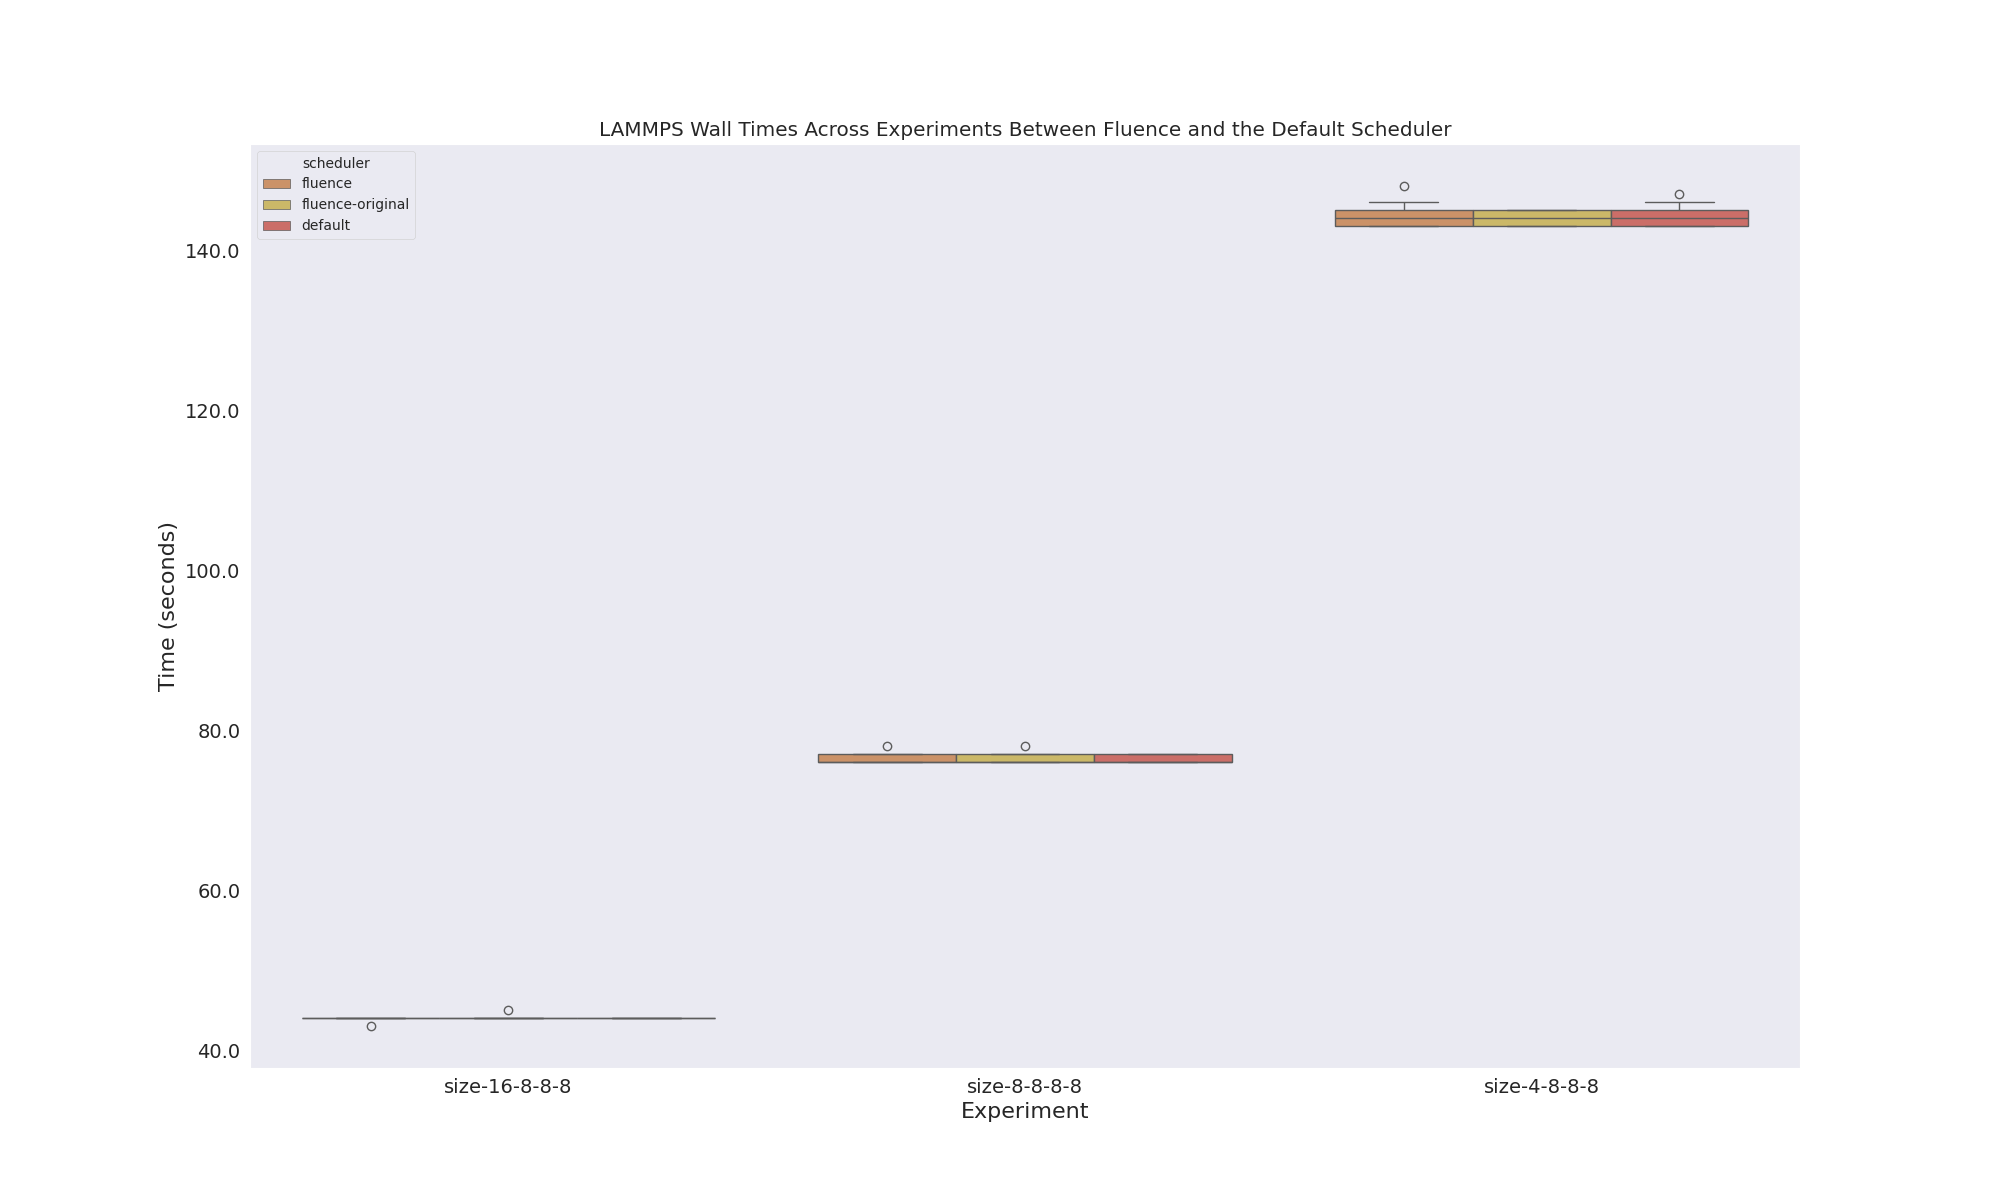 LAMMPS Wall Times Across Experiments Between Fluence and the Default Scheduler
scheduler
fluence
fluence-original
default
140.0
120.0
100.0
80.0
60.0
40.0
Time (seconds)
size-16-8-8-8
size-8-8-8-8
size-4-8-8-8
Experiment